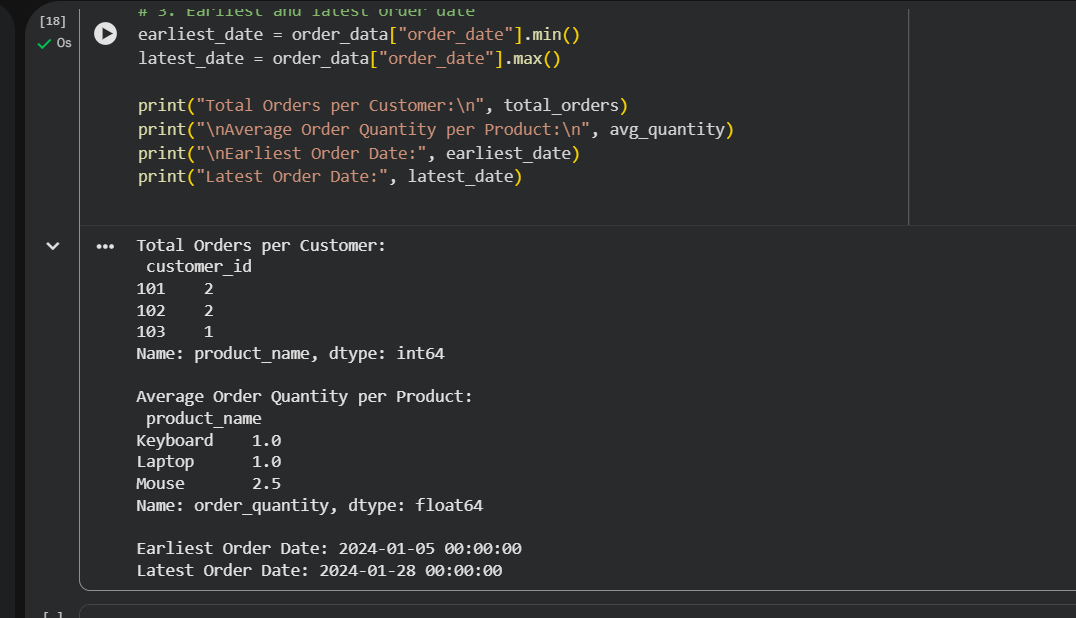 # 3. Earliest and latest order date
[18]
earliest_date = order_data["order_date"].min()
0s
latest_date = order_data["order_date"].max()
print("Total Orders per Customer:\n", total_orders)
print("\nAverage Order Quantity per Product:\n", avg_quantity)
print("\nEarliest Order Date:", earliest_date)
print("Latest Order Date:", latest_date)
Total Orders per Customer:
customer_id
101    2
102    2
103    1
Name: product_name, dtype: int64
Average Order Quantity per Product:
product_name
Keyboard    1.0
Laptop      1.0
Mouse       2.5
Name: order_quantity, dtype: float64
Earliest Order Date: 2024-01-05 00:00:00
Latest Order Date: 2024-01-28 00:00:00
[ ]